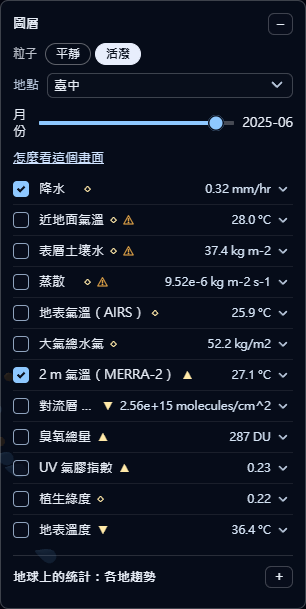 圖層 −
粒子 平靜 活潑
地點 臺中
月份 2025-06
怎麼看這個畫面
降水 ◇ 0.32 mm/hr
近地面氣溫 ◇ ⚠ 28.0 °C
表層土壤水 ◇ ⚠ 37.4 kg m-2
蒸散 ◇ ⚠ 9.52e-6 kg m-2 s-1
地表氣溫（AIRS） ◇ 25.9 °C
大氣總水氣 ◇ 52.2 kg/m2
2 m 氣溫（MERRA-2） ▲ 27.1 °C
對流層 ... ▼ 2.56e+15 molecules/cm^2
臭氧總量 ▲ 287 DU
UV 氣膠指數 ▲ 0.23
植生綠度 ◇ 0.22
地表溫度 ▼ 36.4 °C
地球上的統計：各地趨勢 +